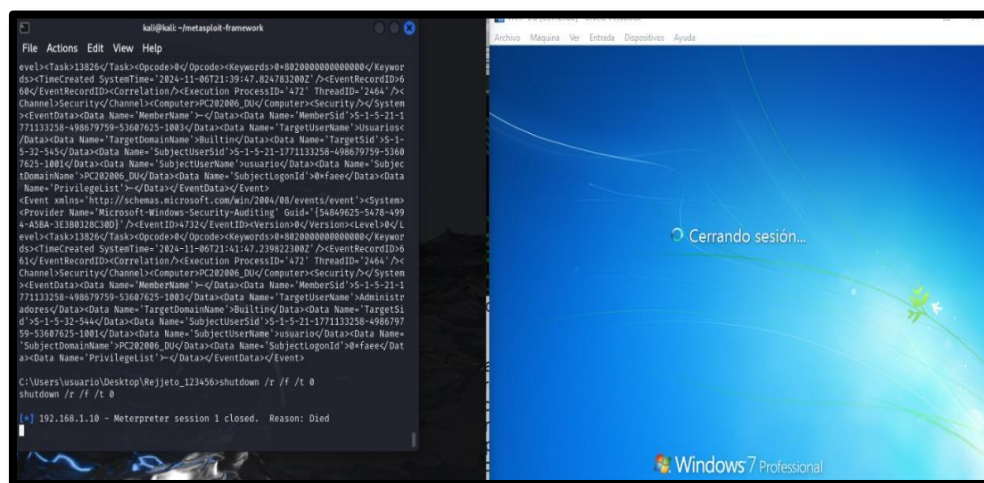 kali@kali: ~/metasploit-framework
File Actions Edit View Help
evel><Task>13826</Task><Opcode>0</Opcode><Keywords>0×8020000000000000</Keywor
ds><TimeCreated SystemTime='2024-11-06T21:39:47.824783200Z'/><EventRecordID>6
60</EventRecordID><Correlation/><Execution ProcessID='472' ThreadID='2464'/><
Channel>Security</Channel><Computer>PC202006_DU</Computer><Security/></System
><EventData><Data Name='MemberName'>-</Data><Data Name='MemberSid'>S-1-5-21-1
771133258-498679759-53607625-1003</Data><Data Name='TargetUserName'>Usuarios<
/Data><Data Name='TargetDomainName'>Builtin</Data><Data Name='TargetSid'>S-1-
5-32-545</Data><Data Name='SubjectUserSid'>S-1-5-21-1771133258-498679759-5360
7625-1001</Data><Data Name='SubjectUserName'>usuario</Data><Data Name='Subjec
tDomainName'>PC202006_DU</Data><Data Name='SubjectLogonId'>0×faee</Data><Data
Name='PrivilegeList'>-</Data></EventData></Event>
<Event xmlns='http://schemas.microsoft.com/win/2004/08/events/event'><System>
<Provider Name='Microsoft-Windows-Security-Auditing' Guid='{54849625-5478-499
4-A5BA-3E3B0328C30D}'/><EventID>4732</EventID><Version>0</Version><Level>0</L
evel><Task>13826</Task><Opcode>0</Opcode><Keywords>0×8020000000000000</Keywor
ds><TimeCreated SystemTime='2024-11-06T21:41:47.239822300Z'/><EventRecordID>6
61</EventRecordID><Correlation/><Execution ProcessID='472' ThreadID='2464'/><
Channel>Security</Channel><Computer>PC202006_DU</Computer><Security/></System
><EventData><Data Name='MemberName'>-</Data><Data Name='MemberSid'>S-1-5-21-1
771133258-498679759-53607625-1003</Data><Data Name='TargetUserName'>Administr
adores</Data><Data Name='TargetDomainName'>Builtin</Data><Data Name='TargetSi
d'>S-1-5-32-544</Data><Data Name='SubjectUserSid'>S-1-5-21-1771133258-4986797
59-53607625-1001</Data><Data Name='SubjectUserName'>usuario</Data><Data Name=
'SubjectDomainName'>PC202006_DU</Data><Data Name='SubjectLogonId'>0×faee</Dat
a><Data Name='PrivilegeList'>-</Data></EventData></Event>
C:\Users\usuario\Desktop\Rejjeto_123456>shutdown /r /f /t 0
shutdown /r /f /t 0
[*] 192.168.1.10 - Meterpreter session 1 closed.  Reason: Died
Archivo Máquina Ver Entrada Dispositivos Ayuda
Cerrando sesión...
Windows 7 Professional